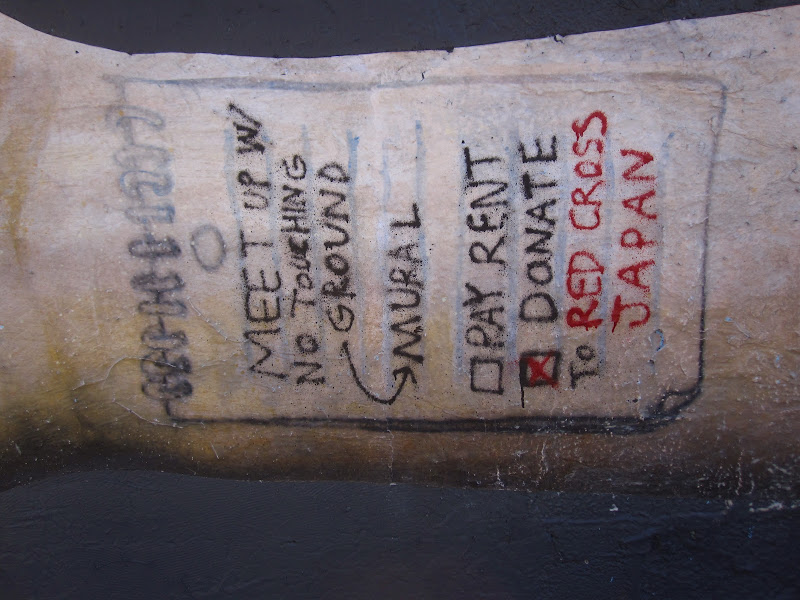 MEET UP W/
NO TOUCHING
GROUND
MURAL
PAY RENT
DONATE
TO RED CROSS
JAPAN